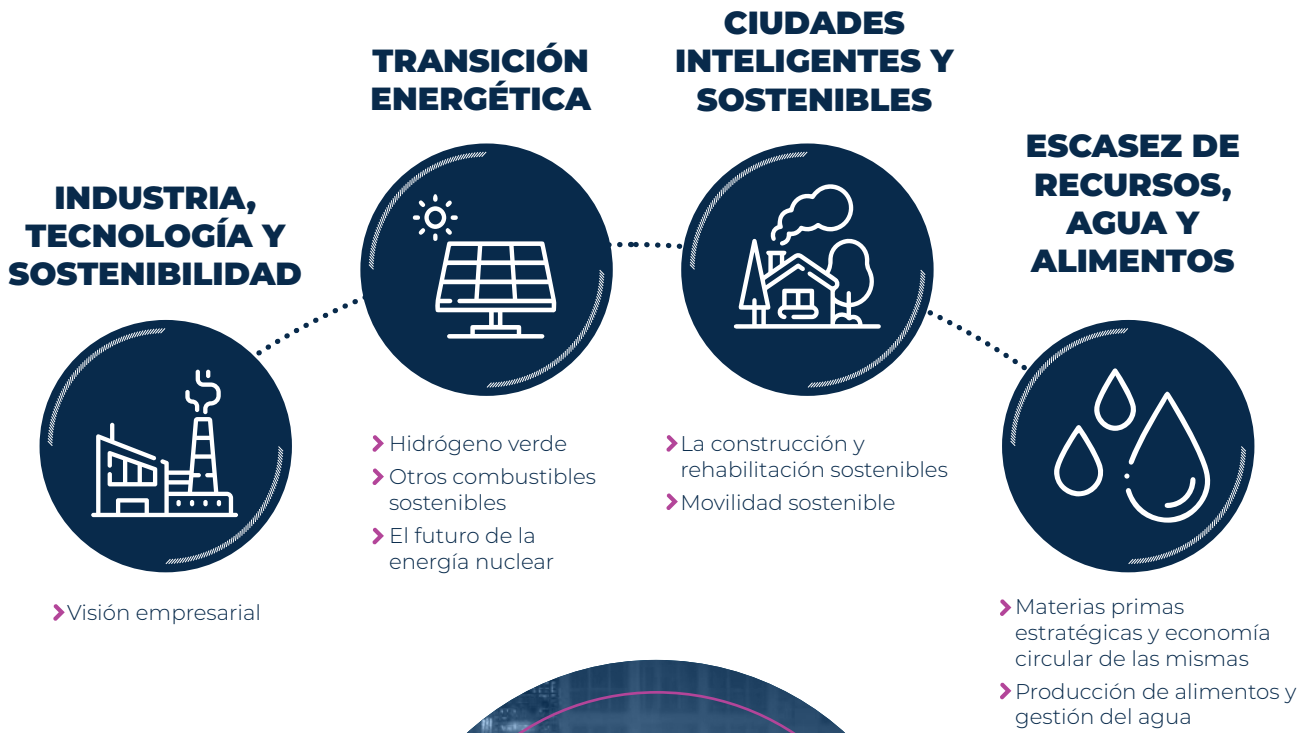 INDUSTRIA,
TECNOLOGÍA Y
SOSTENIBILIDAD
Visión empresarial
TRANSICIÓN
ENERGÉTICA
Hidrógeno verde
Otros combustibles
sostenibles
El futuro de la
energía nuclear
CIUDADES
INTELIGENTES Y
SOSTENIBLES
La construcción y
rehabilitación sostenibles
Movilidad sostenible
ESCASEZ DE
RECURSOS,
AGUA Y
ALIMENTOS
Materias primas
estratégicas y economía
circular de las mismas
Producción de alimentos y
gestión del agua